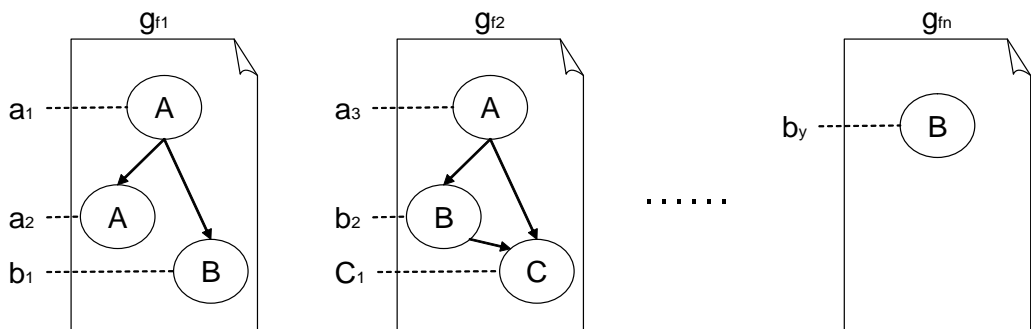 gf1 gf2 gfn
a1 A a3 A
by B
a2 A b2 B ......
b1 B C1 C